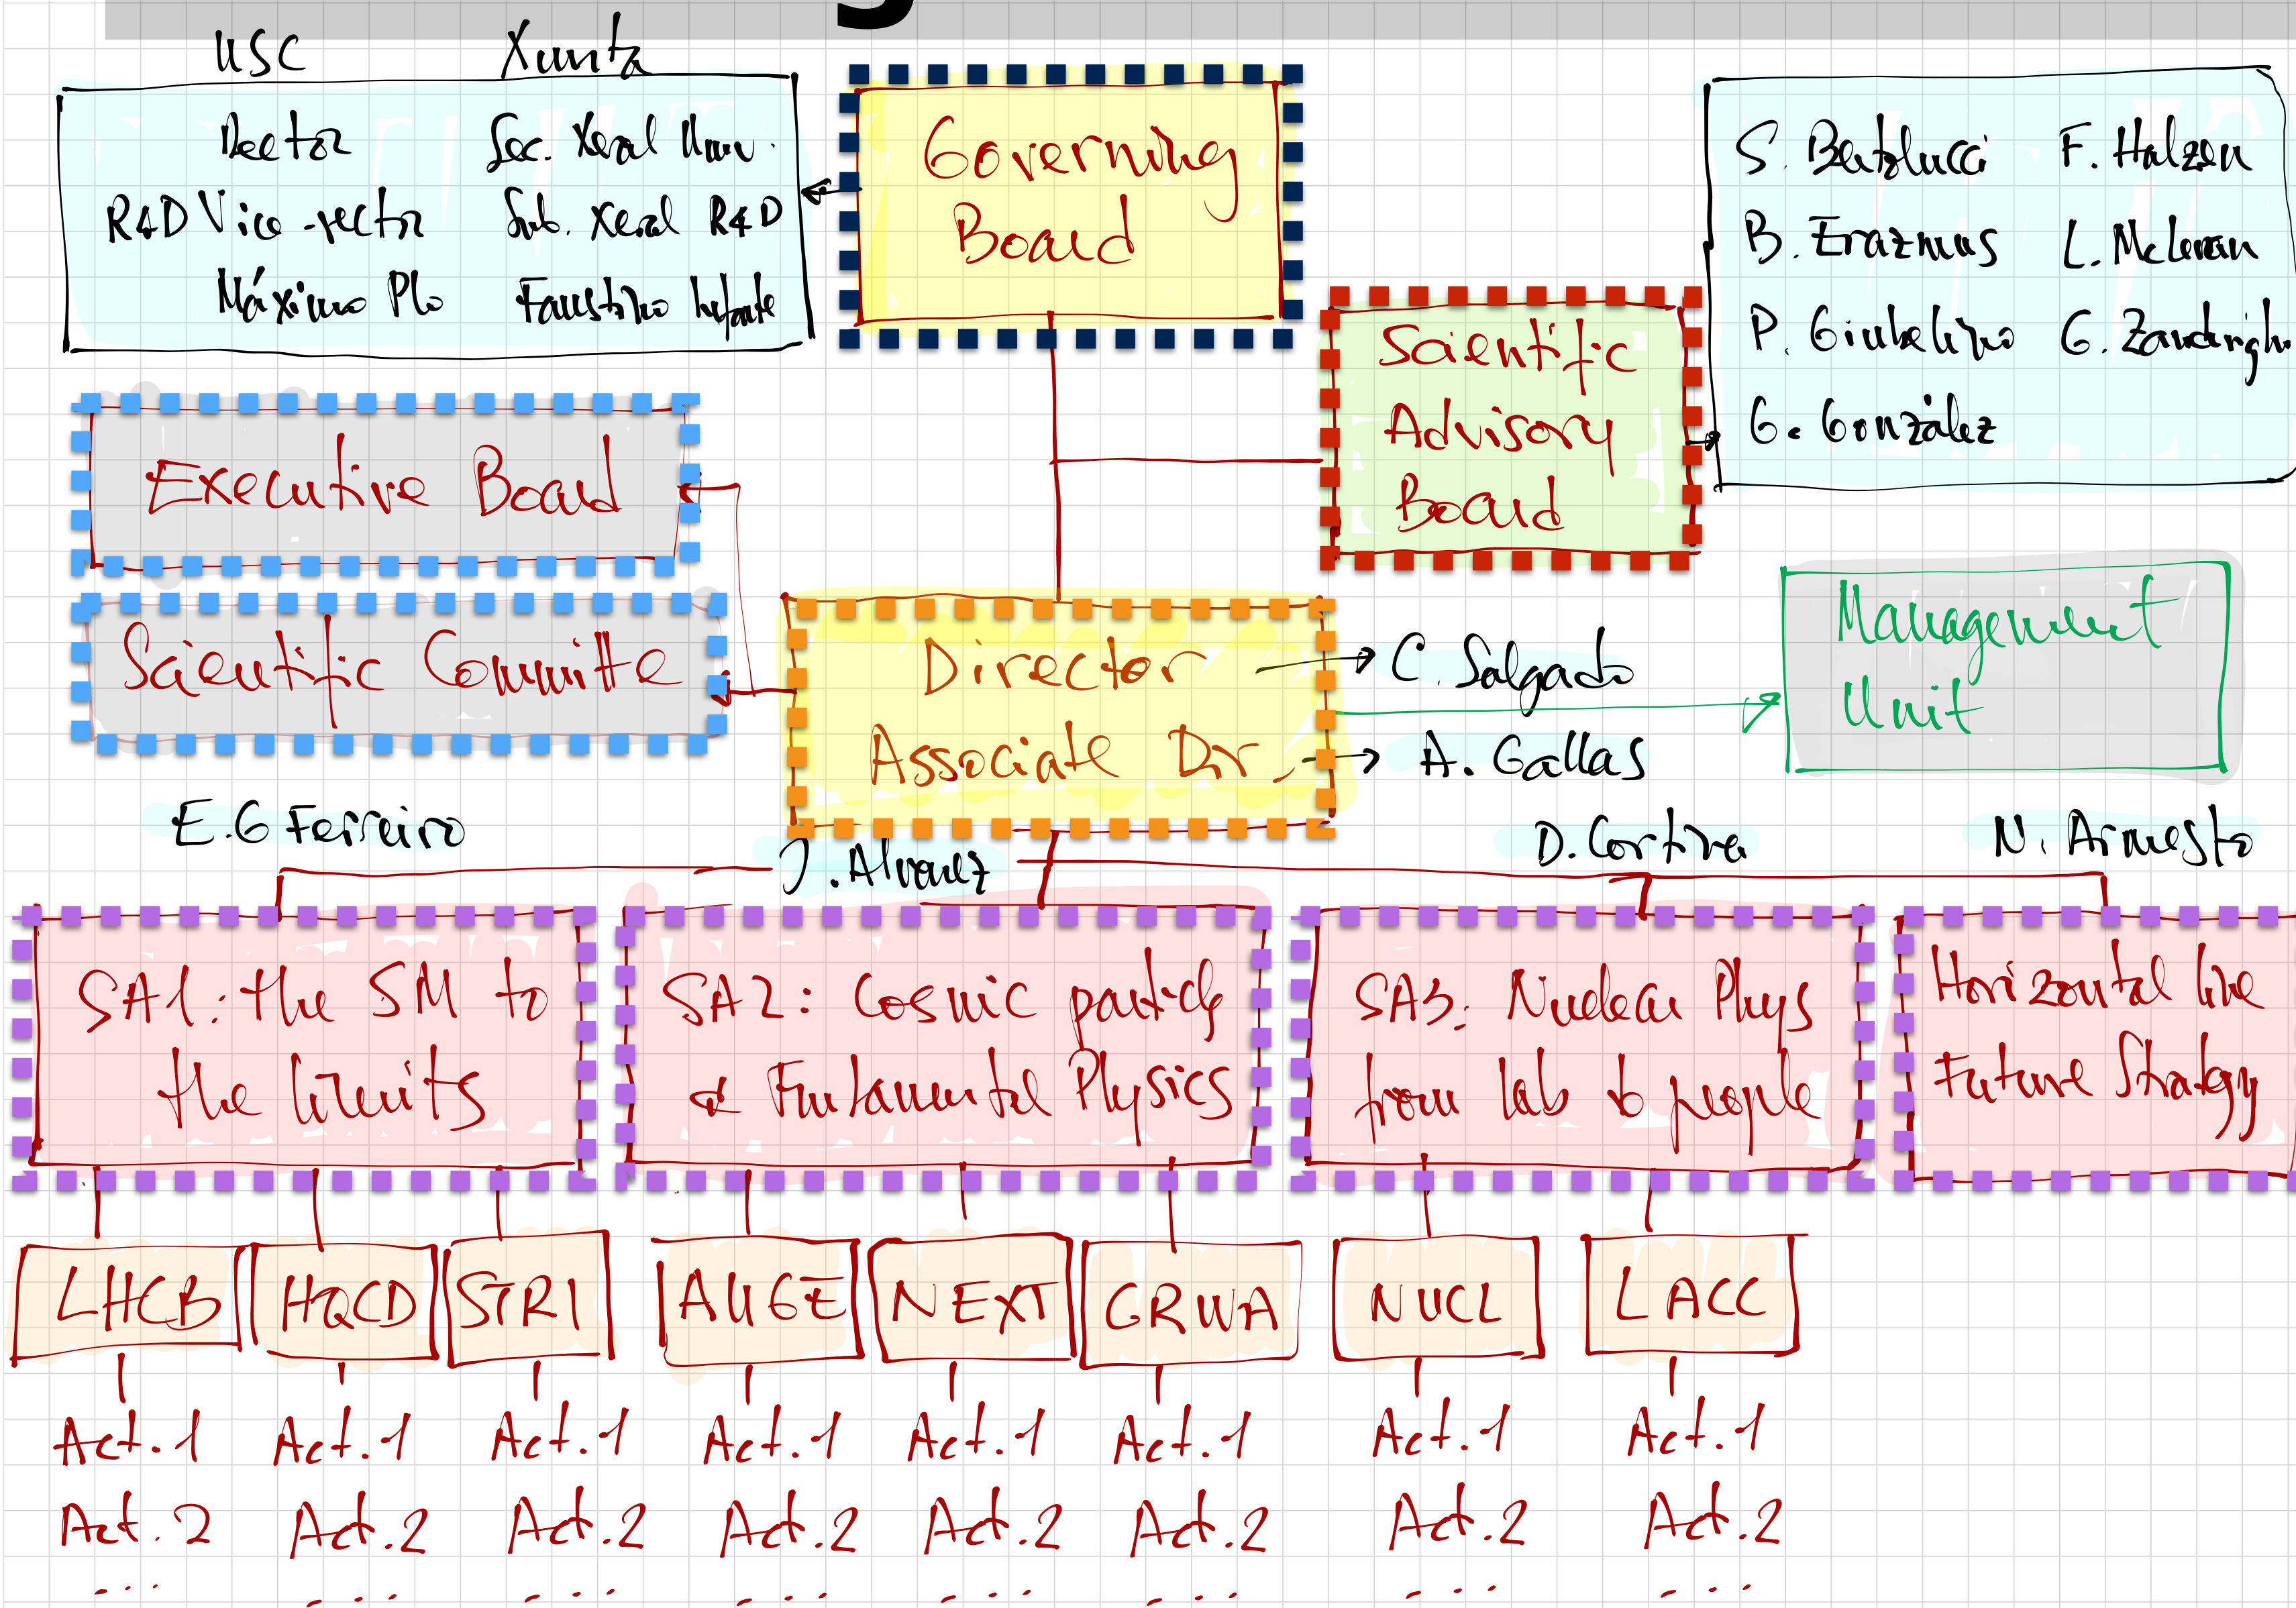 USC Xunta
Rector Sec. Xeral Univ.
R&D Vice-rector Sub. Xeral R&D
Máximo Plo Faustino Infante
Governing
Board
S. Bertolucci F. Halzen
B. Erazmus L. McLerran
P. Giubellino G. Zanderighi
G. González
Scientific
Advisory
Board
Executive Board
Scientific Committe
Director
Associate Dir.
C. Salgado
A. Gallas
Management
Unit
E.G Ferreiro
J. Alvarez
D. Cortina
N. Armesto
SA1: the SM to
the limits
SA2: Cosmic particle
& Funtamental Physics
SA3: Nuclear Phys
from lab to people
Horizontal line
Future Strategy
LHCB HQCD STRI AUGE NEXT GRWA NUCL LACC
Act. 1 Act. 1 Act. 1 Act. 1 Act. 1 Act. 1 Act. 1 Act. 1
Act. 2 Act. 2 Act. 2 Act. 2 Act. 2 Act. 2 Act. 2 Act. 2
... ... ... ... ... ... ... ...